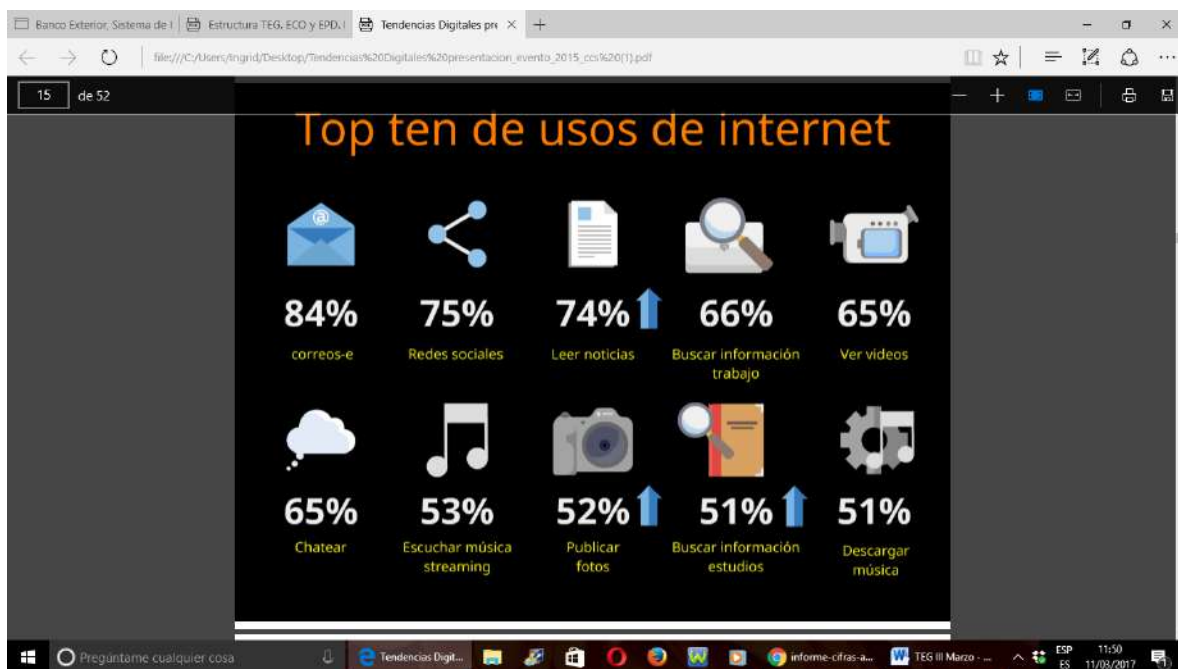 Banco Exterior, Sistema de I
Estructura TEG. ECO y EPD. I
Tendencias Digitales pre
file:///C:/Users/Ingrid/Desktop/Tendencias%20Digitales%20presentacion_evento_2015_ccs%20(1).pdf
15 de 52
Top ten de usos de internet
@
84% 75% 74% 66% 65%
correos-e Redes sociales Leer noticias Buscar información Ver videos
trabajo
65% 53% 52% 51% 51%
Chatear Escuchar música Publicar Buscar información Descargar
streaming fotos estudios música
Pregúntame cualquier cosa
Tendencias Digit...
informe-cifras-a...
TEG III Marzo - ...
ESP 11:50
ES 11/03/2017